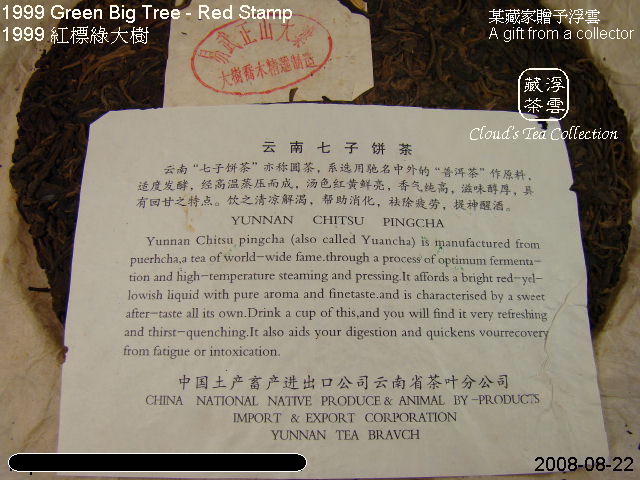 1999 Green Big Tree - Red Stamp
1999 紅標綠大樹
某藏家贈予浮雲
A gift from a collector
浮雲藏茶
Cloud's Tea Collection
易武正山大葉
大樹喬木精選制造
云南七子饼茶
云南“七子饼茶”亦称圆茶，系选用驰名中外的“普洱茶”作原料，
适度发酵，经高温蒸压而成，汤色红黄鲜亮，香气纯高，滋味醇厚，具
有回甘之特点。饮之清凉解渴，帮助消化，祛除疲劳，提神醒酒。
YUNNAN CHITSU PINGCHA
Yunnan Chitsu pingcha (also called Yuancha) is manufactured from
puerhcha,a tea of world-wide fame.through a process of optimum fermenta-
tion and high-temperature steaming and pressing.It affords a bright red-yel-
lowish liquid with pure aroma and finetaste.and is characterised by a sweet
after-taste all its own.Drink a cup of this,and you will find it very refreshing
and thirst-quenching.It also aids your digestion and quickens vourrecovery
from fatigue or intoxication.
中国土产畜产进出口公司云南省茶叶分公司
CHINA NATIONAL NATIVE PRODUCE & ANIMAL BY-PRODUCTS
IMPORT & EXPORT CORPORATION
YUNNAN TEA BRAVCH
2008-08-22